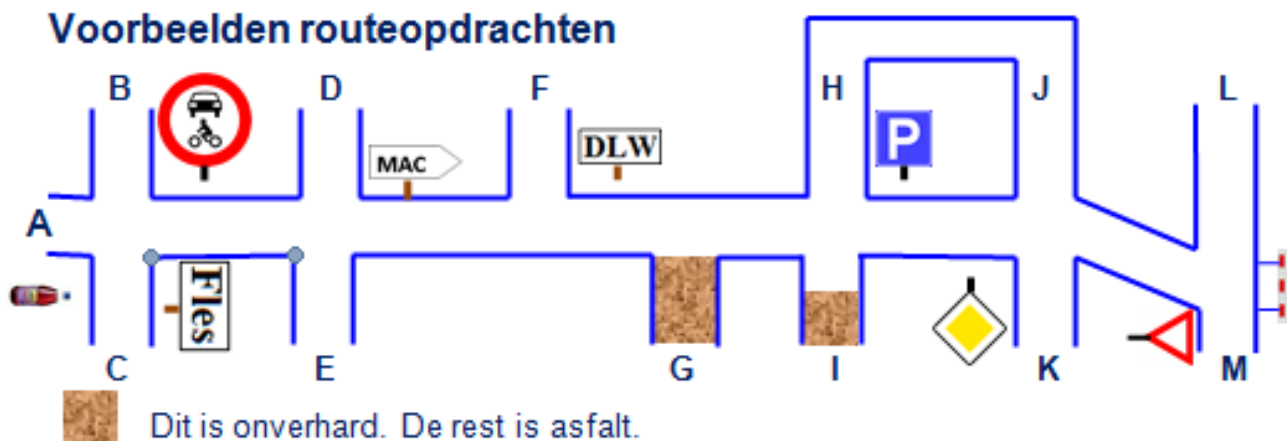 Voorbeelden routeopdrachten
B
D
F
H
J
L
MAC
DLW
P
A
Fles
C
E
G
I
K
M
Dit is onverhard. De rest is asfalt.